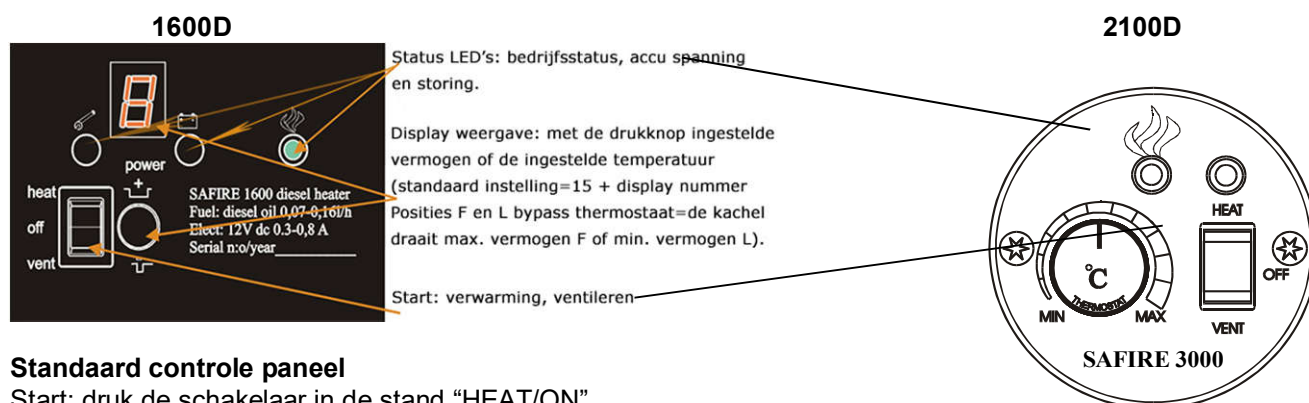 1600D
2100D
Status LED's: bedrijfsstatus, accu spanning
en storing.
Display weergave: met de drukknop ingestelde
vermogen of de ingestelde temperatuur
(standaard instelling=15 + display nummer
Posities F en L bypass thermostaat=de kachel
draait max. vermogen F of min. vermogen L).
Start: verwarming, ventileren
8
power
+
heat
off
vent
SAFIRE 1600 diesel heater
Fuel: diesel oil 0,07-0,16l/h
Elect: 12V dc 0.3-0,8 A
Serial n:o/year
HEAT
OFF
VENT
°C
THERMOSTAT
MIN
MAX
SAFIRE 3000
Standaard controle paneel
Start: druk de schakelaar in de stand "HEAT/ON"